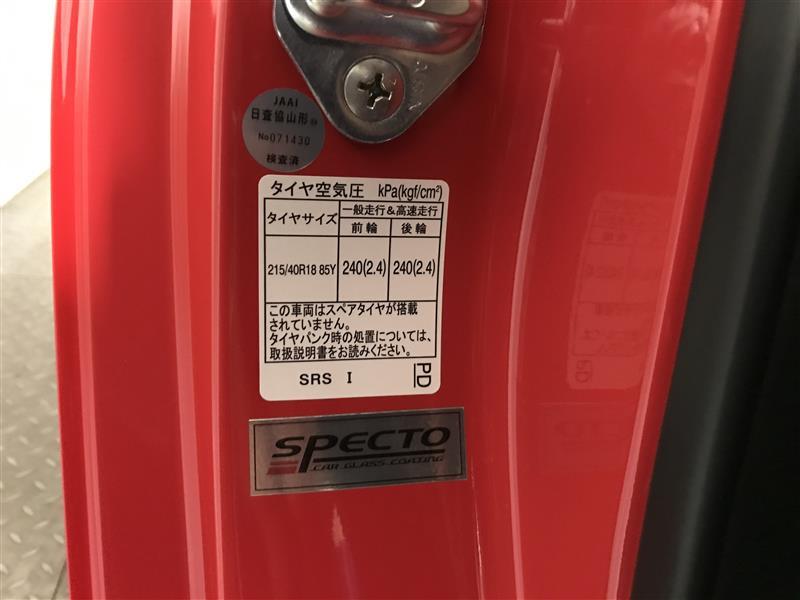 JAAI
日査協山形
No071430
検査済
タイヤ空気圧 kPa(kgf/cm²)
タイヤサイズ 一般走行&高速走行
前輪 後輪
215/40R18 85Y 240(2.4) 240(2.4)
この車両はスペアタイヤが搭載
されていません。
タイヤパンク時の処置については、
取扱説明書をお読みください。
SRS I PD
SPECTO
CAR GLASS COATING